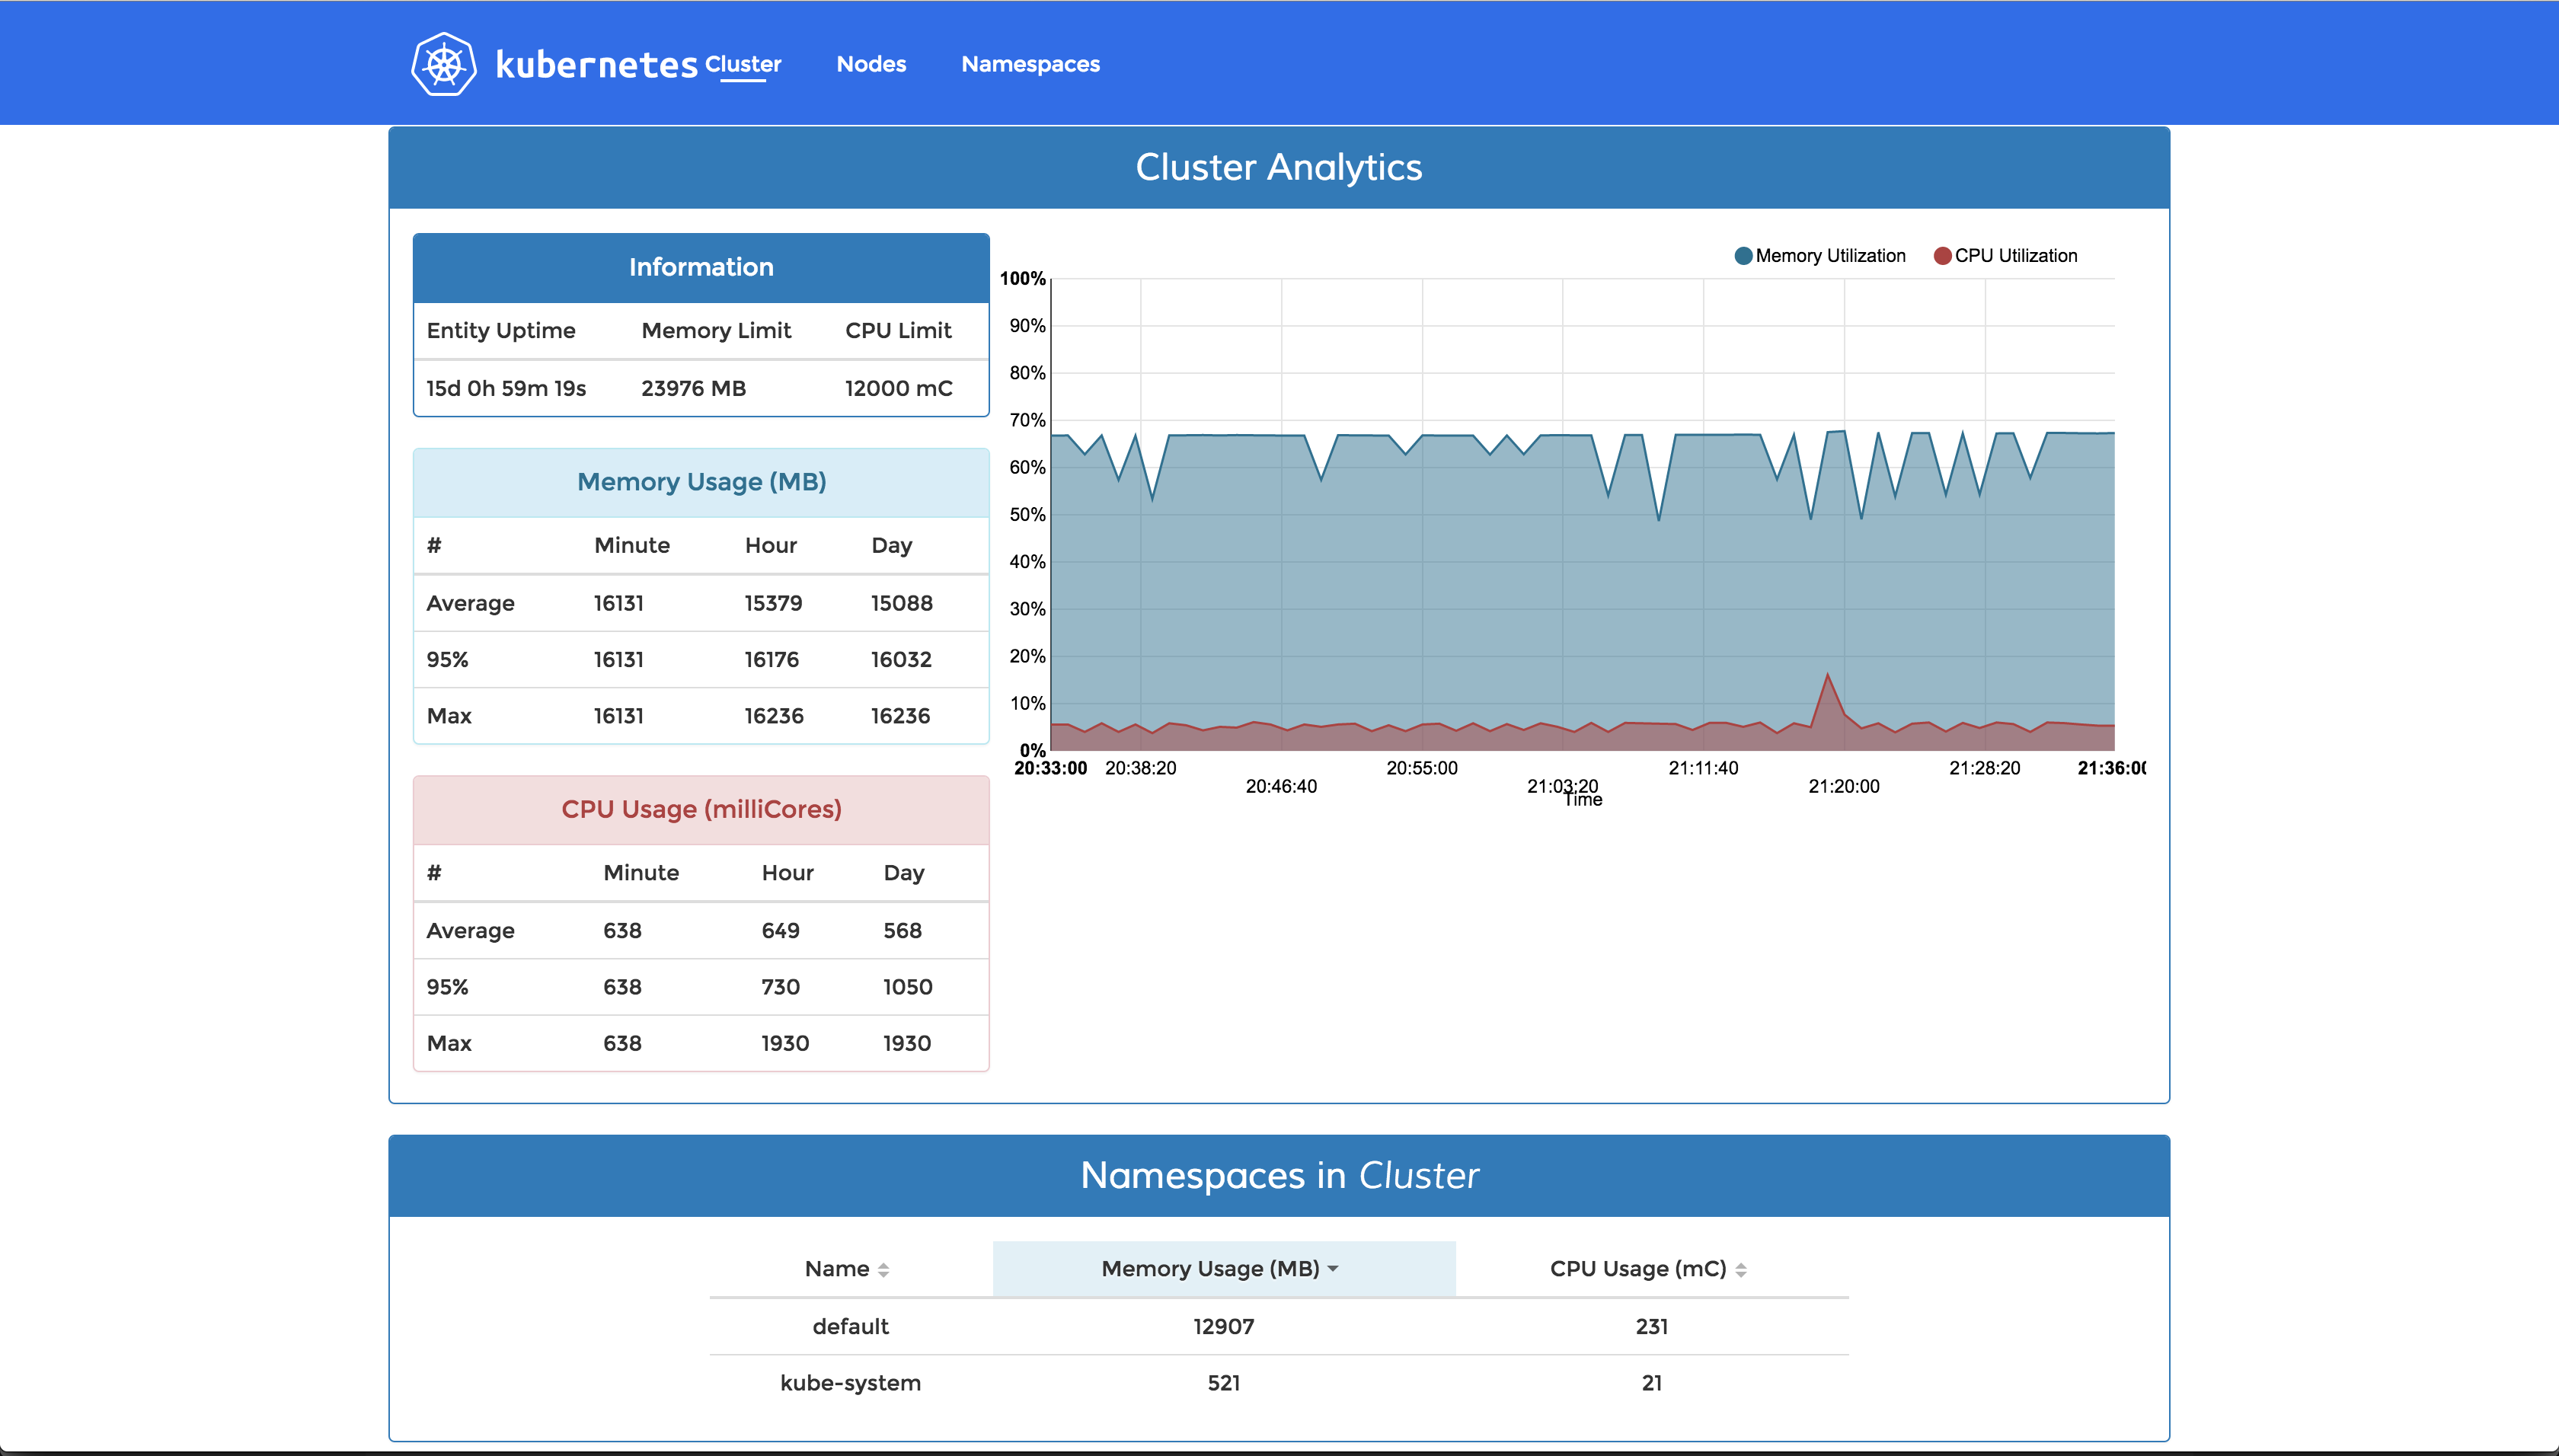 kubernetes Cluster Nodes Namespaces
Cluster Analytics
Information
Entity Uptime Memory Limit CPU Limit
15d 0h 59m 19s 23976 MB 12000 mC
Memory Usage (MB)
# Minute Hour Day
Average 16131 15379 15088
95% 16131 16176 16032
Max 16131 16236 16236
CPU Usage (milliCores)
# Minute Hour Day
Average 638 649 568
95% 638 730 1050
Max 638 1930 1930
Memory Utilization CPU Utilization
100%
90%
80%
70%
60%
50%
40%
30%
20%
10%
0%
20:33:00 20:38:20 20:55:00 21:11:40 21:28:20 21:36:00
20:46:40 21:03:20 21:20:00
Time
Namespaces in Cluster
Name Memory Usage (MB) CPU Usage (mC)
default 12907 231
kube-system 521 21